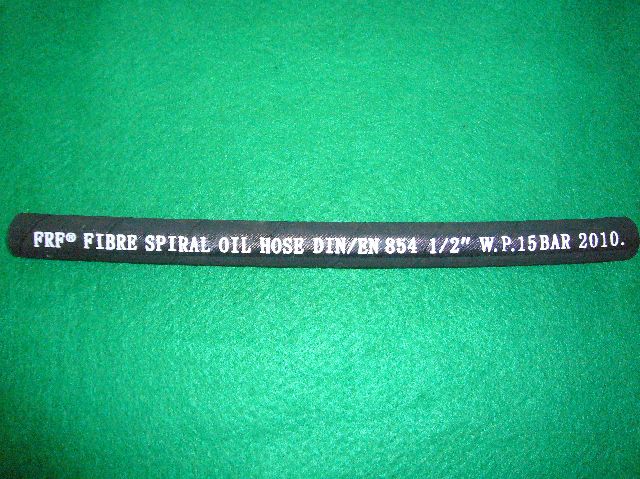 FRF® FIBRE SPIRAL OIL HOSE DIN/EN 854 1/2" W.P.15BAR 2010.